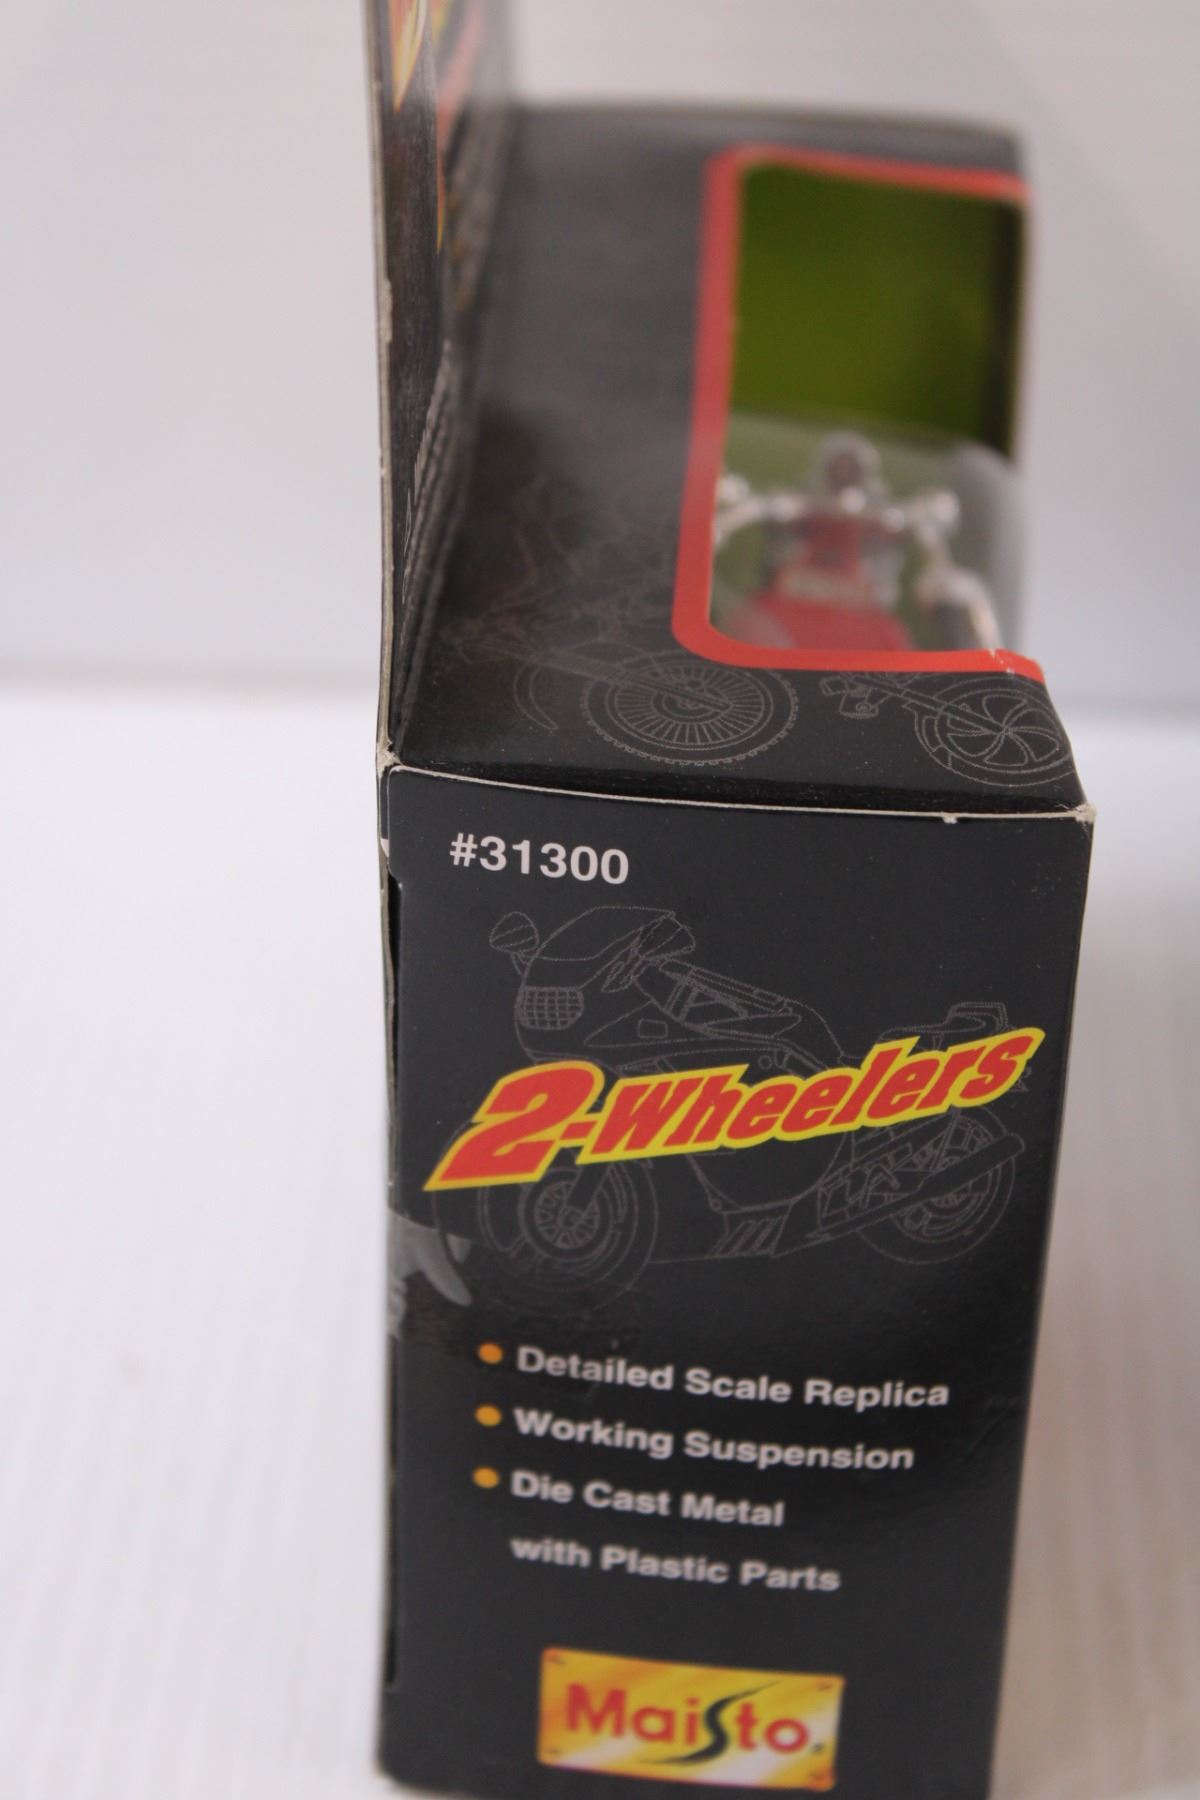 #31300
2-Wheelers
Detailed Scale Replica
Working Suspension
Die Cast Metal
with Plastic Parts
Maisto